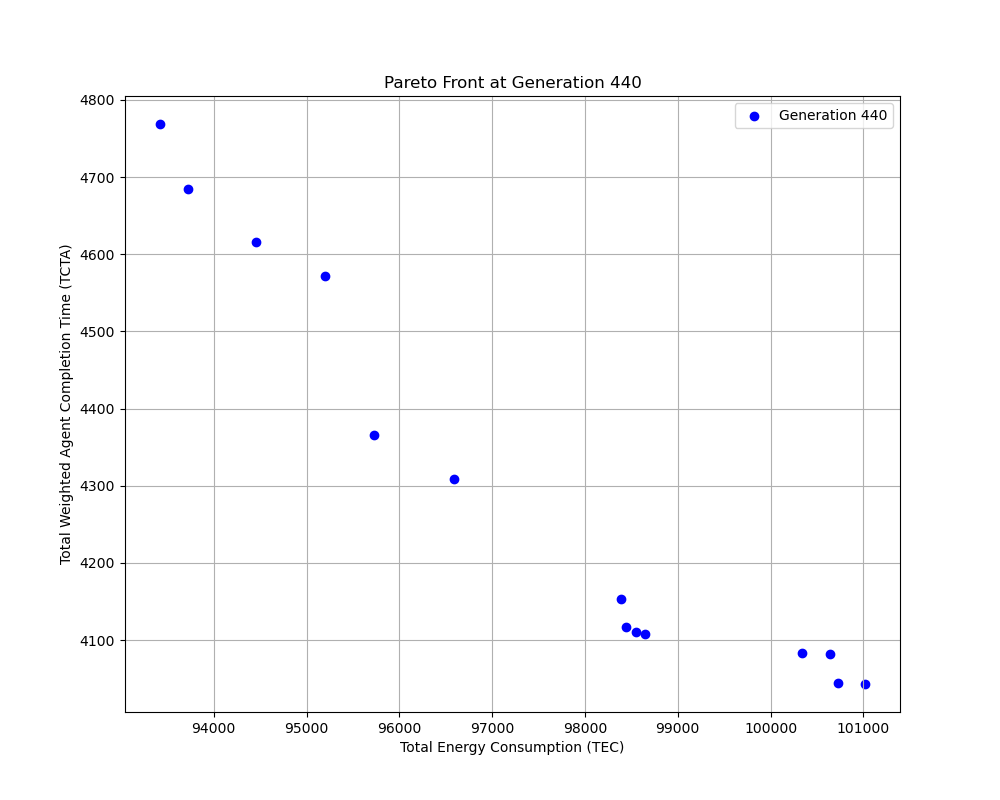 Pareto Front at Generation 440
Generation 440
4800
4700
4600
4500
4400
4300
4200
4100
Total Weighted Agent Completion Time (TCTA)
94000 95000 96000 97000 98000 99000 100000 101000
Total Energy Consumption (TEC)